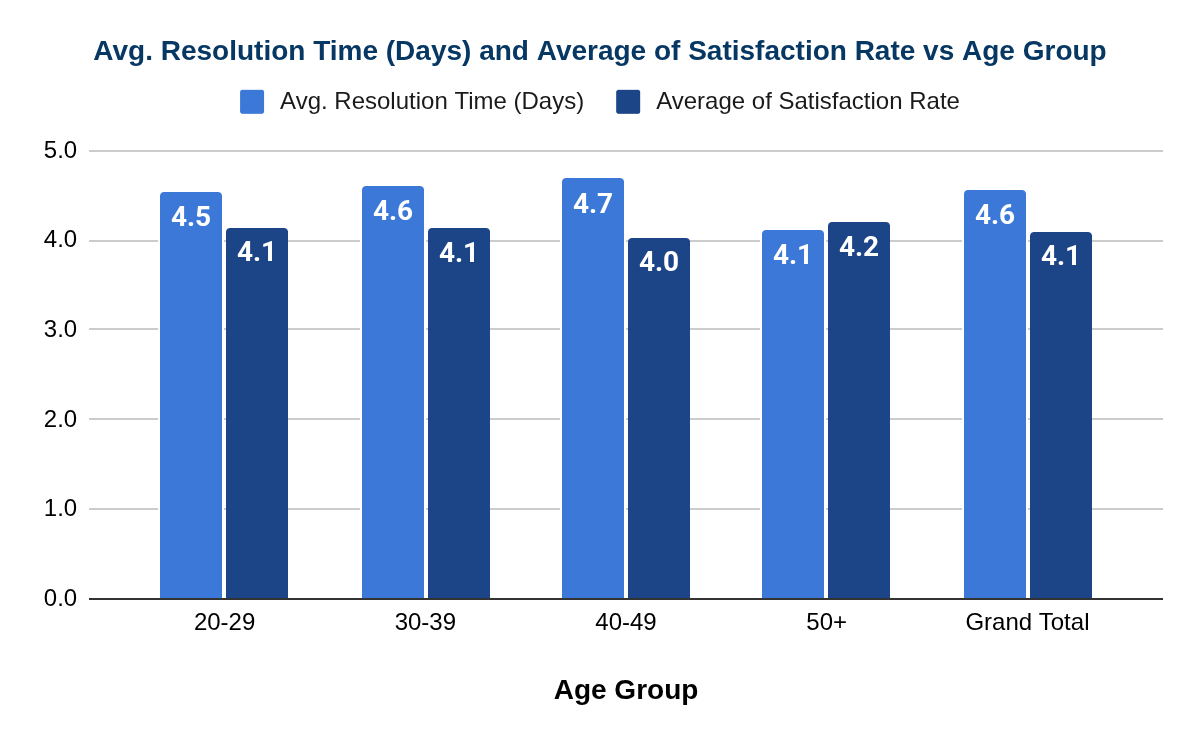 Avg. Resolution Time (Days) and Average of Satisfaction Rate vs Age Group
Avg. Resolution Time (Days) Average of Satisfaction Rate
5.0
4.0
3.0
2.0
1.0
0.0
4.5 4.1 4.6 4.1 4.7 4.0 4.1 4.2 4.6 4.1
20-29 30-39 40-49 50+ Grand Total
Age Group